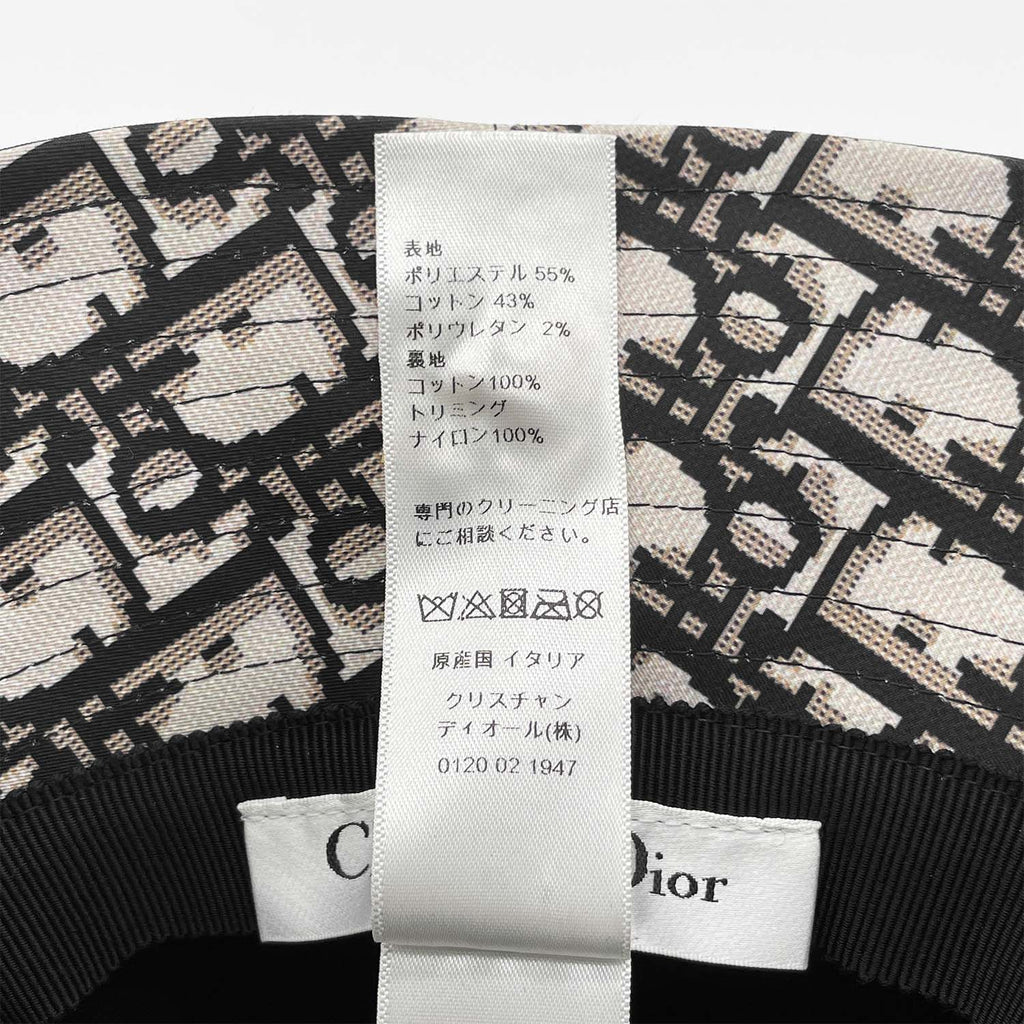 表地
ポリエステル 55%
コットン 43%
ポリウレタン 2%
裏地
コットン100%
トリミング
ナイロン100%
専門のクリーニング店
にご相談ください。
原産国 イタリア
クリスチャン
ディオール(株)
0120 02 1947
C Dior